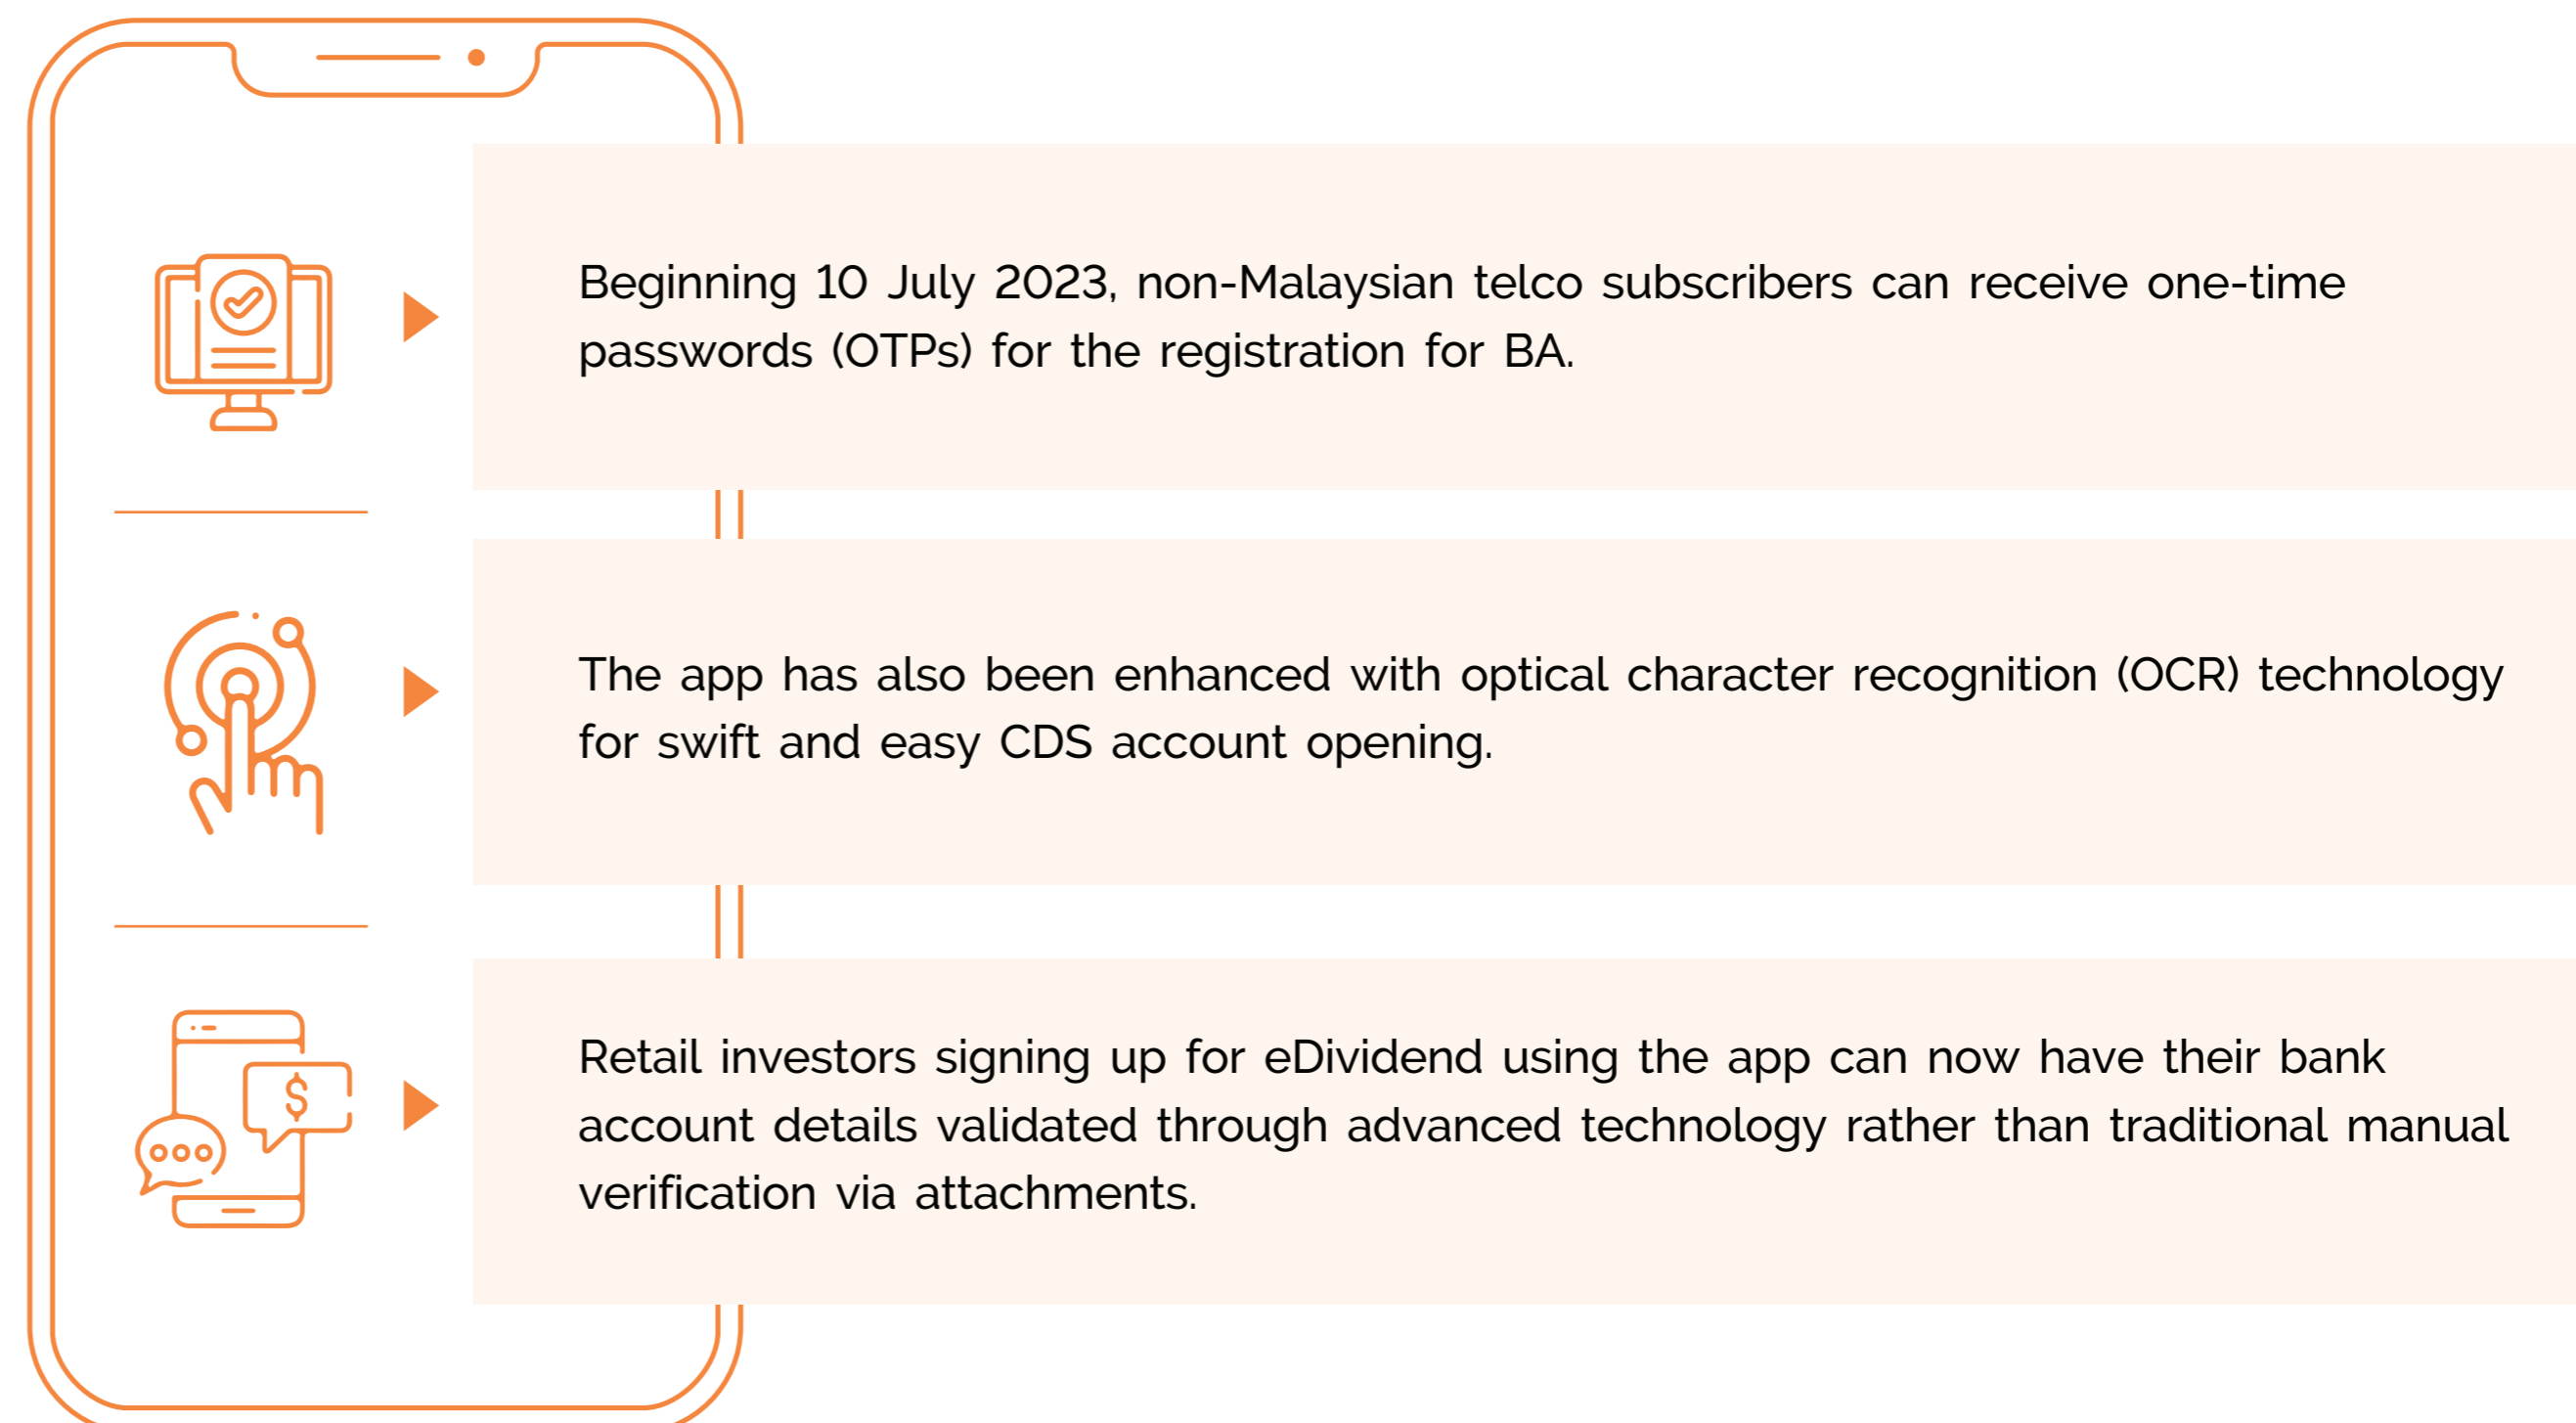 Beginning 10 July 2023, non-Malaysian telco subscribers can receive one-time
passwords (OTPs) for the registration for BA.
The app has also been enhanced with optical character recognition (OCR) technology
for swift and easy CDS account opening.
$
Retail investors signing up for eDividend using the app can now have their bank
account details validated through advanced technology rather than traditional manual
verification via attachments.